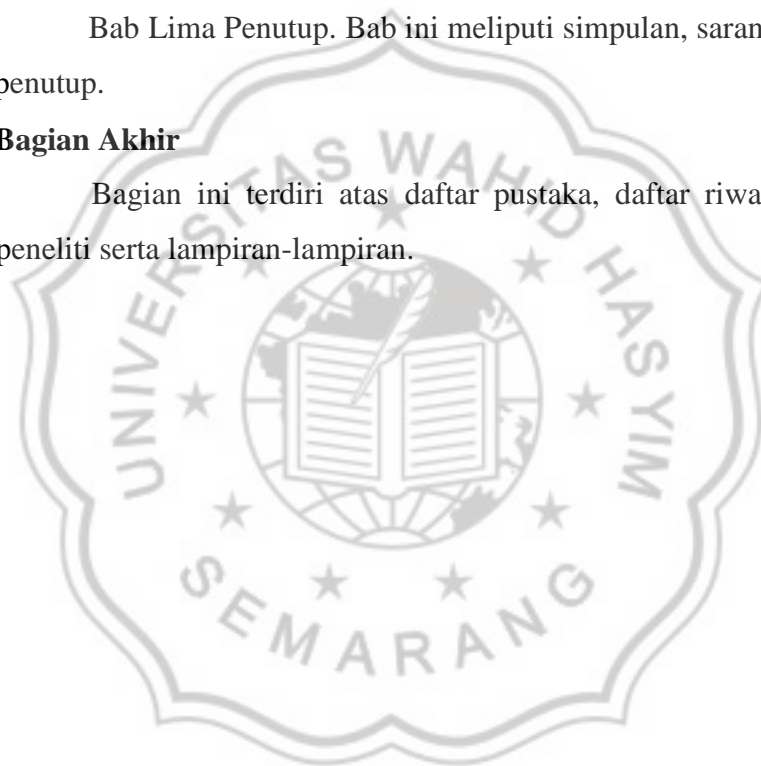 Bab Lima Penutup. Bab ini meliputi simpulan, saran
penutup.
Bagian Akhir
Bagian ini terdiri atas daftar pustaka, daftar riwa
peneliti serta lampiran-lampiran.
UNIVERSITAS WAHID HASYIM
SEMARANG